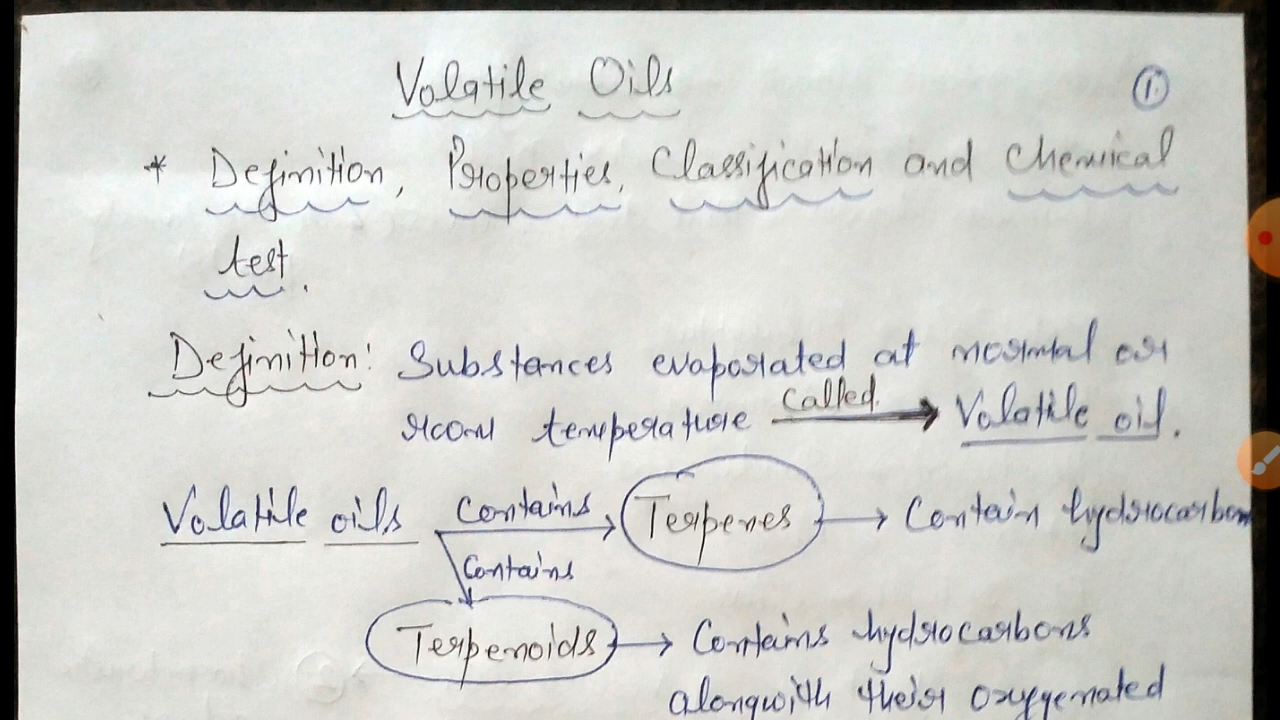 Volatile Oils
①
* Definition, Properties, Classification and Chemical
test.
Definition: Substances evaporated at normal or
room temperature called → Volatile oil.
Volatile oils contains → Terpenes → Contain hydrocarbon
Contains
Terpenoids → Contains hydrocarbons
alongwith their oxygenated